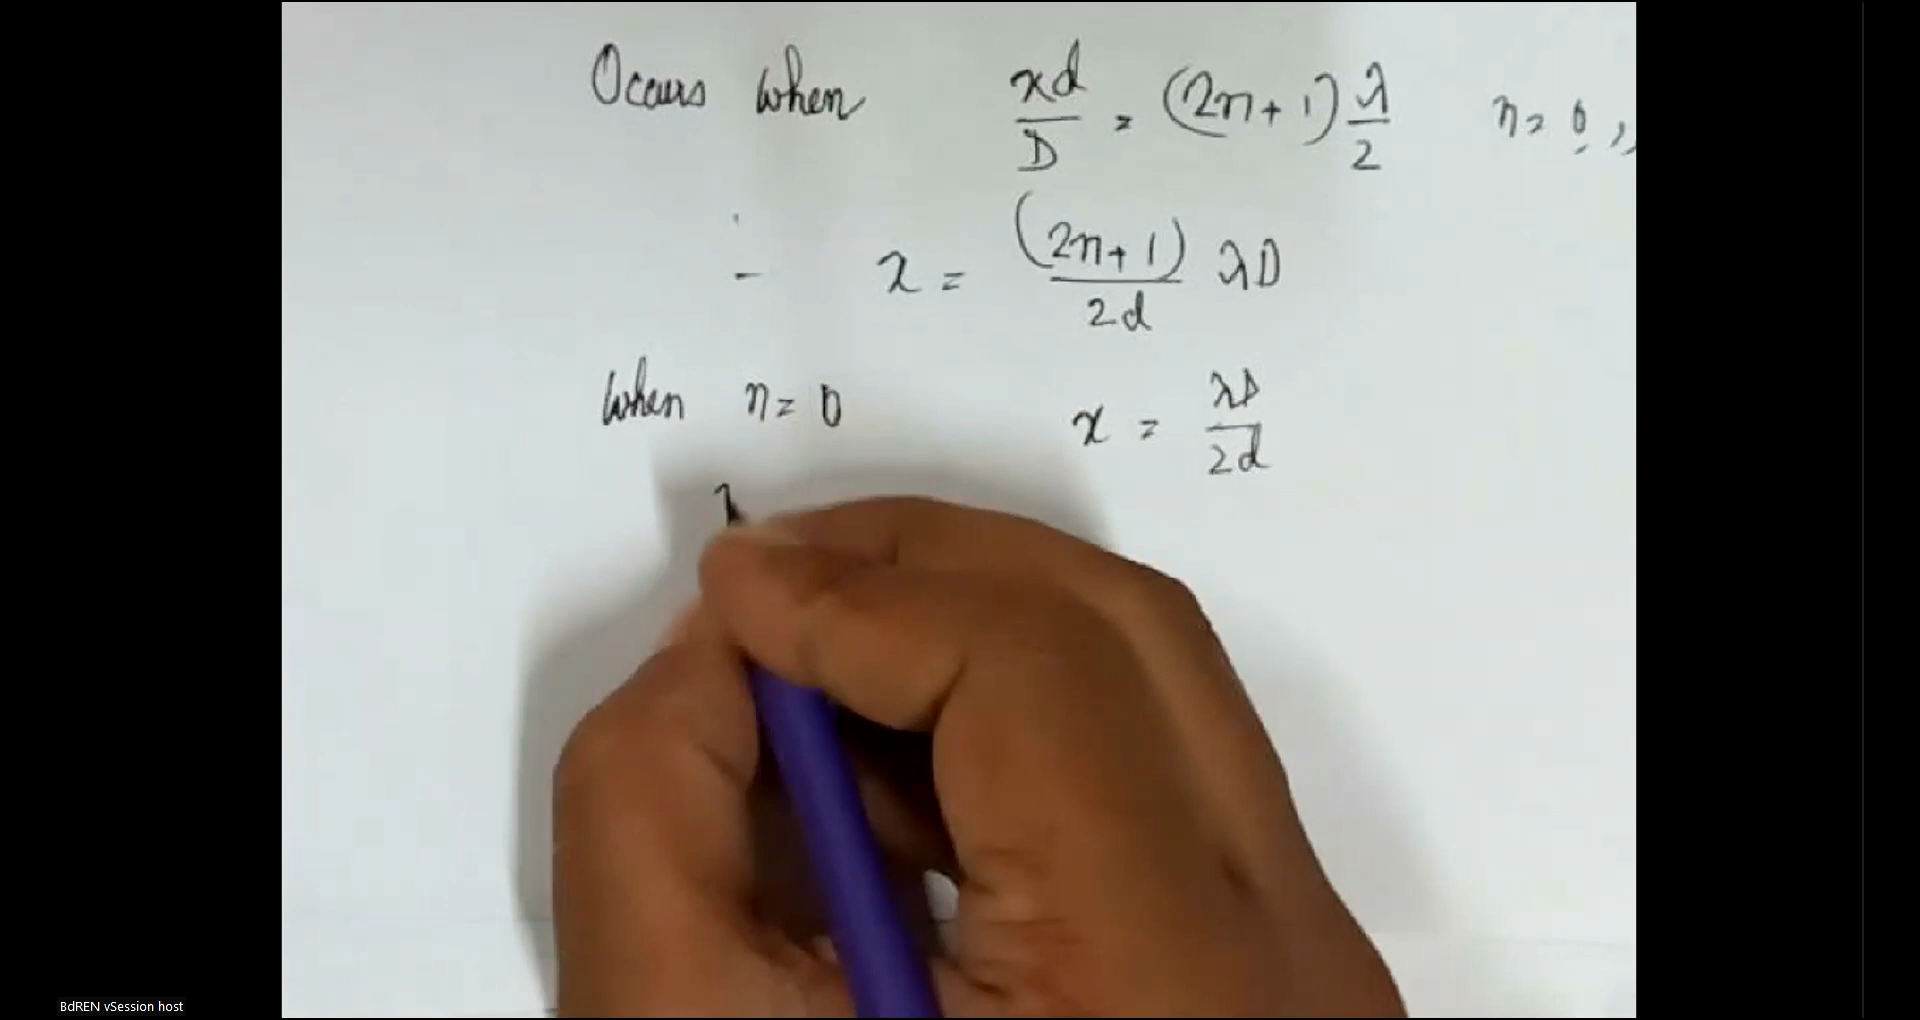 Occurs when xd/D = (2n+1) λ/2 n = 0,
x = (2n+1)/2d λD
When n = 0 x = λD/2d
BdREN vSession host